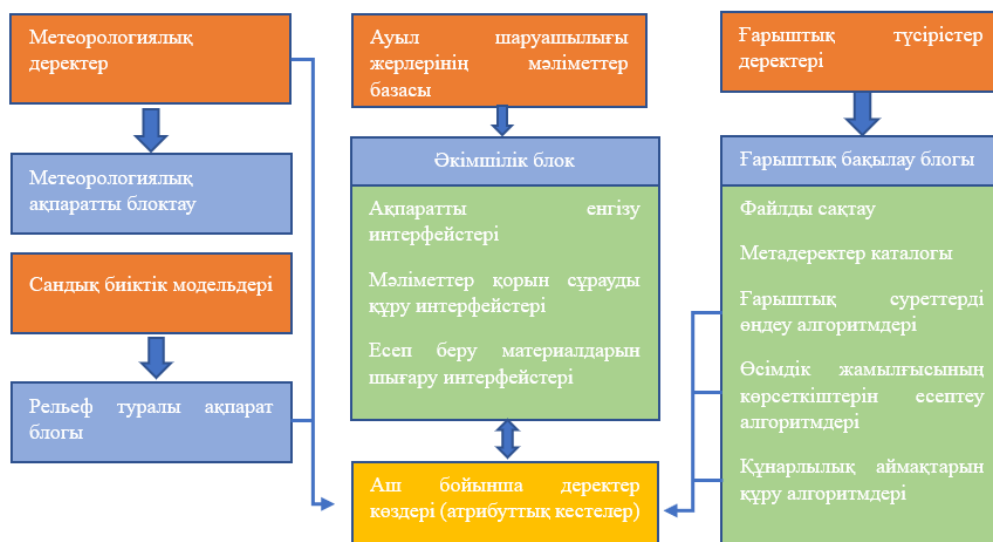 Метеорологиялық
деректер
Метеорологиялық
ақпаратты блоктау
Сандық биіктік модельдері
Рельеф туралы ақпарат
блогы
Ауыл шаруашылығы
жерлерінің мәліметтер
базасы
Әкімшілік блок
Ақпаратты енгізу
интерфейстері
Мәліметтер қорын сұрауды
құру интерфейстері
Есеп беру материалдарын
шығару интерфейстері
Аш бойынша деректер
көздері (атрибуттық кестелер)
Ғарыштық түсірістер
деректері
Ғарыштық бақылау блогы
Файлды сақтау
Метадеректер каталогы
Ғарыштық суреттерді
өңдеу алгоритмдері
Өсімдік жамылғысының
көрсеткіштерін есептеу
алгоритмдері
Құнарлылық аймақтарын
құру алгоритмдері